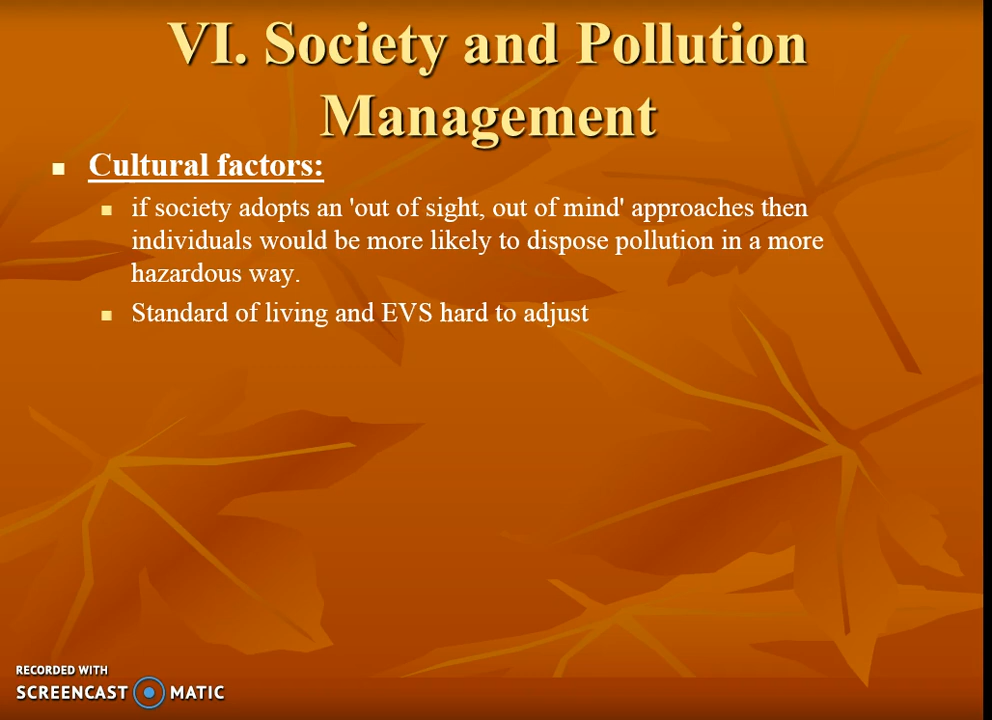 VI. Society and Pollution
Management
Cultural factors:
if society adopts an 'out of sight, out of mind' approaches then
individuals would be more likely to dispose pollution in a more
hazardous way.
Standard of living and EVS hard to adjust
RECORDED WITH
SCREENCAST MATIC